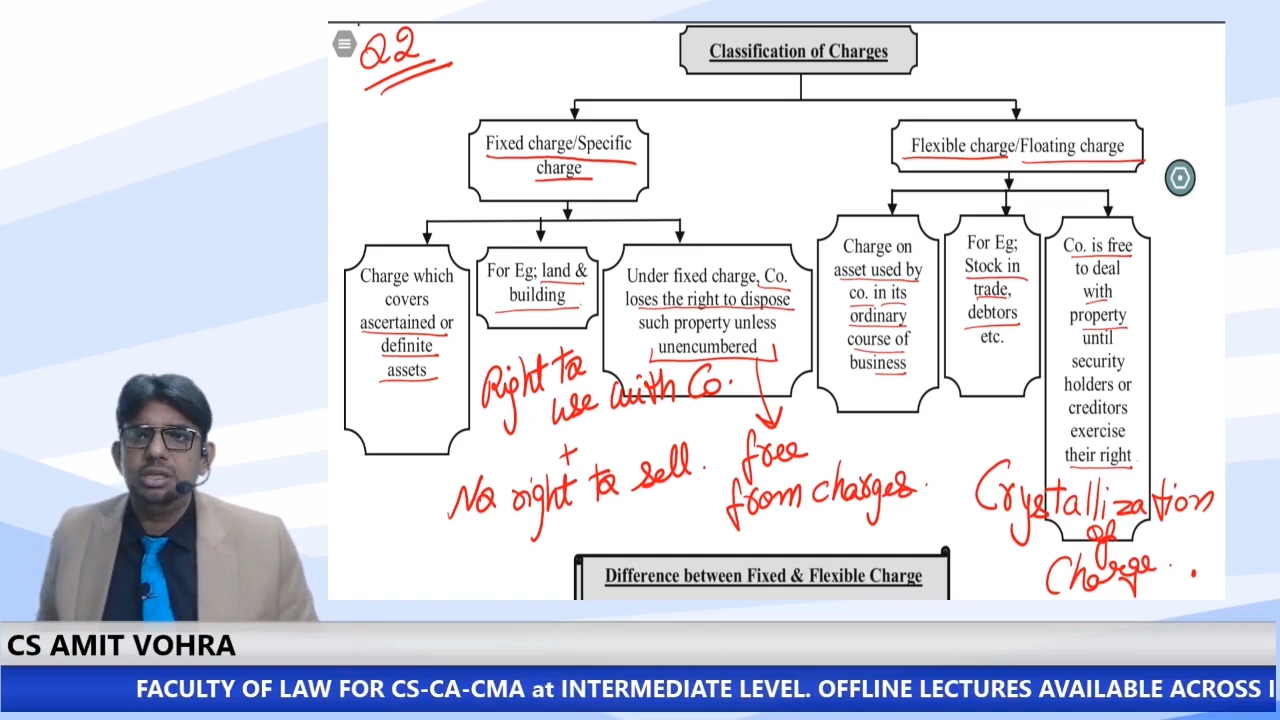 Q2
Classification of Charges
Fixed charge/Specific
charge
Flexible charge/Floating charge
Charge which
covers
ascertained or
definite
assets
For Eg; land &
building
Under fixed charge, Co.
loses the right to dispose
such property unless
unencumbered
Charge on
asset used by
co. in its
ordinary
course of
business
For Eg;
Stock in
trade,
debtors
etc.
Co. is free
to deal
with
property
until
security
holders or
creditors
exercise
their right
Right to
use with Co.
+
No right to sell.
free
from charges.
Crystallization
of
Charge.
Difference between Fixed & Flexible Charge
CS AMIT VOHRA
FACULTY OF LAW FOR CS-CA-CMA at INTERMEDIATE LEVEL. OFFLINE LECTURES AVAILABLE ACROSS I